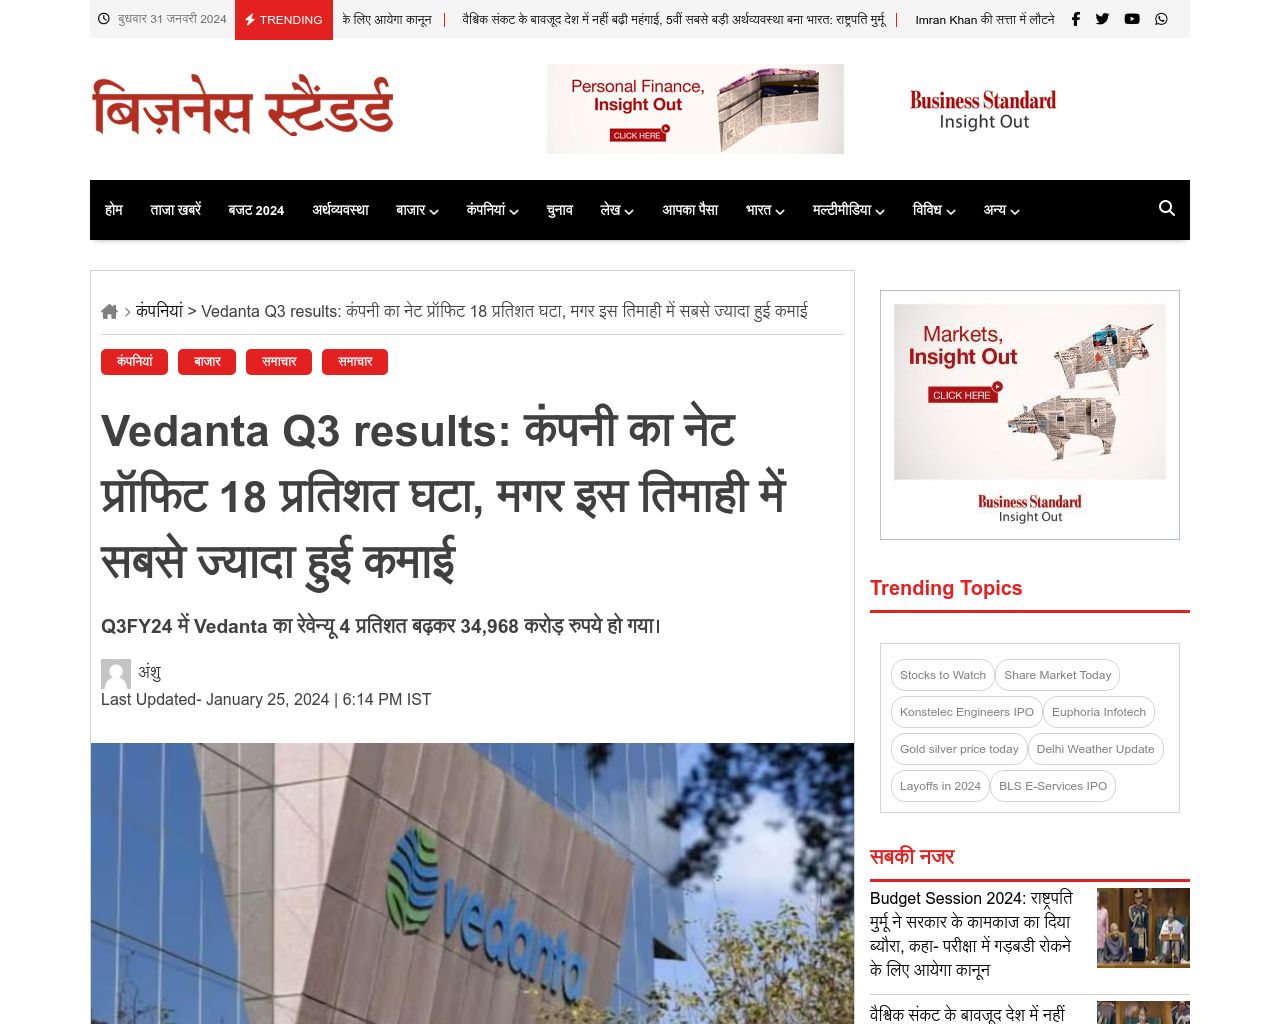 बुधवार 31 जनवरी 2024
TRENDING
के लिए आयेगा कानून | वैश्विक संकट के बावजूद देश में नहीं बढ़ी महंगाई, 5वीं सबसे बड़ी अर्थव्यवस्था बना भारत: राष्ट्रपति मुर्मू | Imran Khan की सत्ता में लौटने
बिज़नेस स्टैंडर्ड
Personal Finance,
Insight Out
CLICK HERE
Business Standard
Insight Out
होम ताजा खबरें बजट 2024 अर्थव्यवस्था बाजार कंपनियां चुनाव लेख आपका पैसा भारत मल्टीमीडिया विविध अन्य
कंपनियां > Vedanta Q3 results: कंपनी का नेट प्रॉफिट 18 प्रतिशत घटा, मगर इस तिमाही में सबसे ज्यादा हुई कमाई
कंपनियां बाजार समाचार समाचार
Vedanta Q3 results: कंपनी का नेट
प्रॉफिट 18 प्रतिशत घटा, मगर इस तिमाही में
सबसे ज्यादा हुई कमाई
Q3FY24 में Vedanta का रेवेन्यू 4 प्रतिशत बढ़कर 34,968 करोड़ रुपये हो गया।
अंशु
Last Updated- January 25, 2024 | 6:14 PM IST
vedanta
Markets,
Insight Out
CLICK HERE
Business Standard
Insight Out
Trending Topics
Stocks to Watch Share Market Today
Konstelec Engineers IPO Euphoria Infotech
Gold silver price today Delhi Weather Update
Layoffs in 2024 BLS E-Services IPO
सबकी नजर
Budget Session 2024: राष्ट्रपति
मुर्मू ने सरकार के कामकाज का दिया
ब्यौरा, कहा- परीक्षा में गड़बडी रोकने
के लिए आयेगा कानून
वैश्विक संकट के बावजूद देश में नहीं